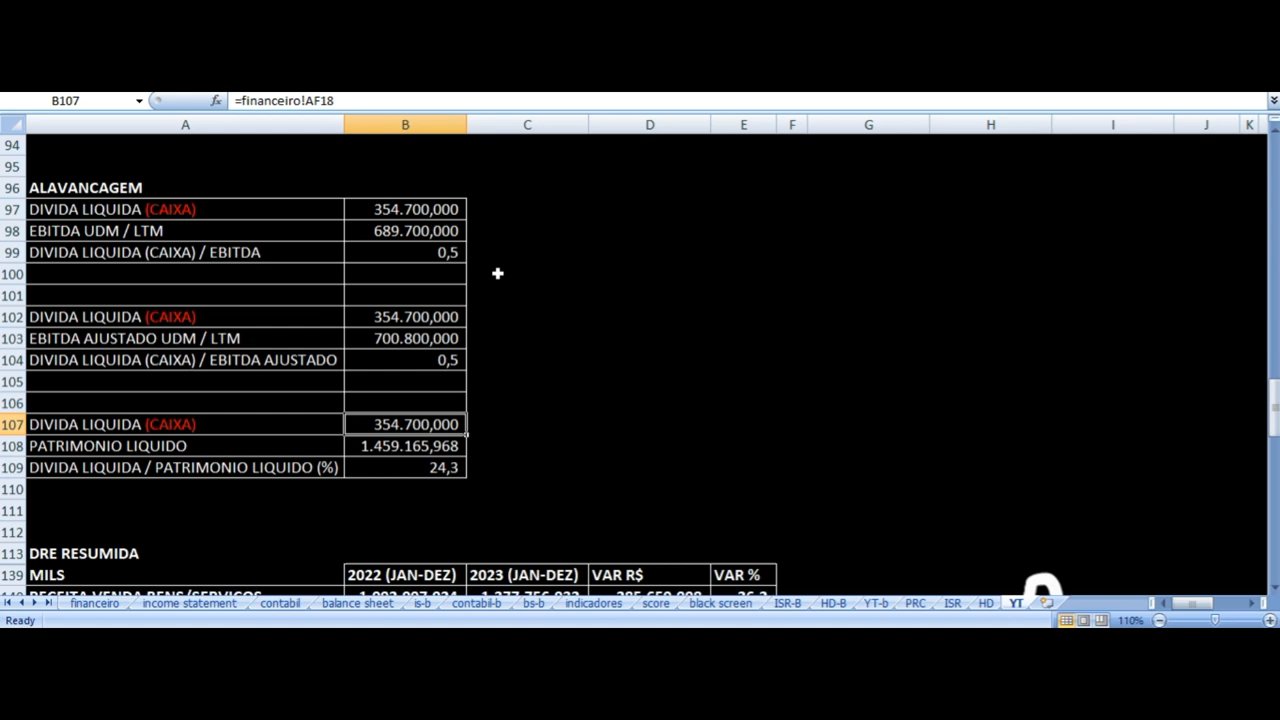 B107 fx =financeiro!AF18
A B C D E F G H I J K
94
95
96 ALAVANCAGEM
97 DIVIDA LIQUIDA (CAIXA) 354.700,000
98 EBITDA UDM / LTM 689.700,000
99 DIVIDA LIQUIDA (CAIXA) / EBITDA 0,5
100
101
102 DIVIDA LIQUIDA (CAIXA) 354.700,000
103 EBITDA AJUSTADO UDM / LTM 700.800,000
104 DIVIDA LIQUIDA (CAIXA) / EBITDA AJUSTADO 0,5
105
106
107 DIVIDA LIQUIDA (CAIXA) 354.700,000
108 PATRIMONIO LIQUIDO 1.459.165,968
109 DIVIDA LIQUIDA / PATRIMONIO LIQUIDO (%) 24,3
110
111
112
113 DRE RESUMIDA
139 MILS 2022 (JAN-DEZ) 2023 (JAN-DEZ) VAR R$ VAR %
financeiro income statement contabil balance sheet is-b contabil-b bs-b indicadores score black screen ISR-B HD-B YT-b PRC ISR HD YT
Ready 110%